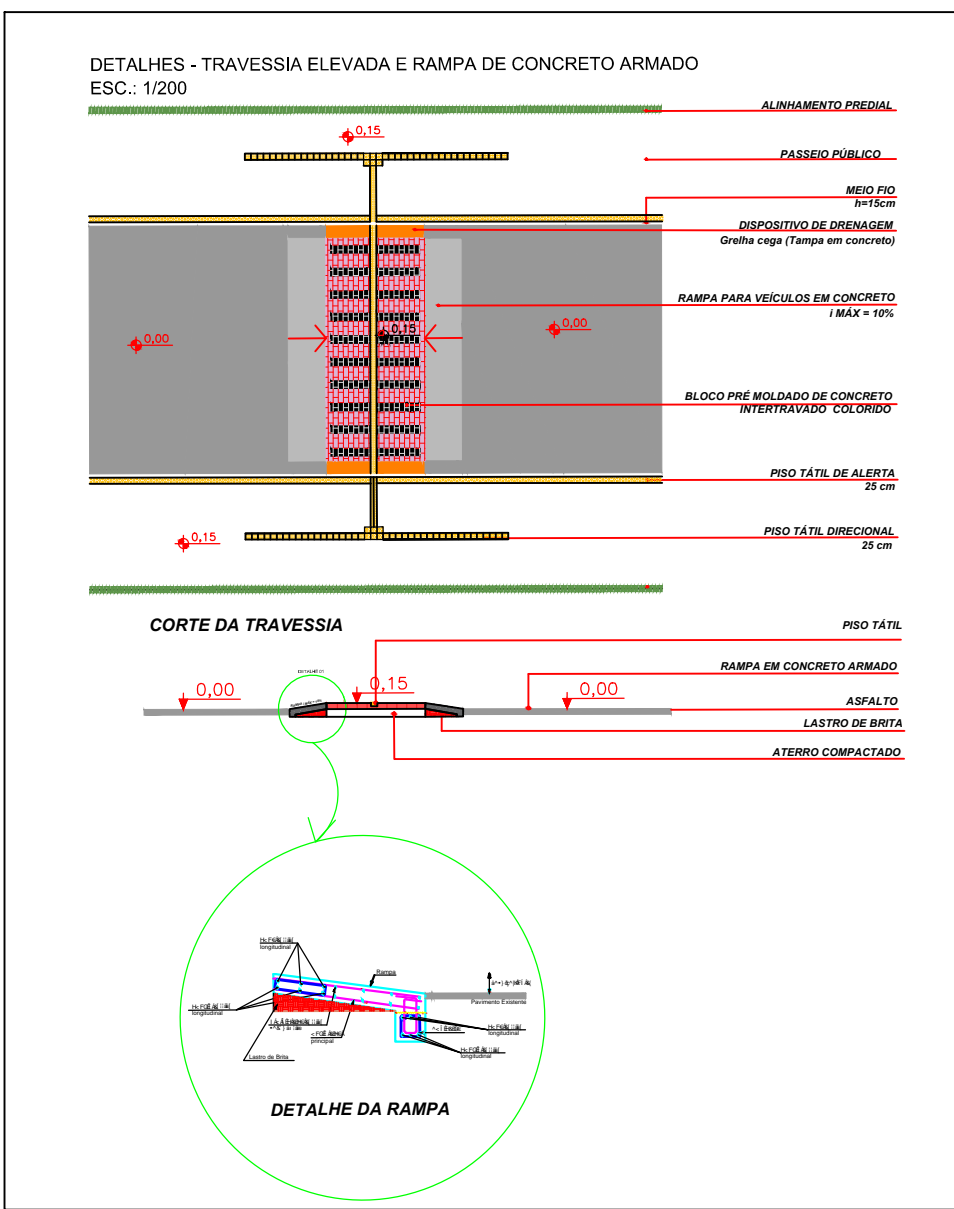 DETALHES - TRAVESSIA ELEVADA E RAMPA DE CONCRETO ARMADO
ESC.: 1/200
ALINHAMENTO PREDIAL
0,15
PASSEIO PÚBLICO
MEIO FIO
h=15cm
DISPOSITIVO DE DRENAGEM
Grelha cega (Tampa em concreto)
RAMPA PARA VEÍCULOS EM CONCRETO
i MÁX = 10%
0,00
0,15
0,00
BLOCO PRÉ MOLDADO DE CONCRETO
INTERTRAVADO COLORIDO
PISO TÁTIL DE ALERTA
25 cm
PISO TÁTIL DIRECIONAL
25 cm
0,15
CORTE DA TRAVESSIA
PISO TÁTIL
RAMPA EM CONCRETO ARMADO
0,00
0,15
0,00
ASFALTO
LASTRO DE BRITA
ATERRO COMPACTADO
longitudinal
Rampa
Pavimento Existente
longitudinal
principal
longitudinal
longitudinal
Lastro de Brita
DETALHE DA RAMPA